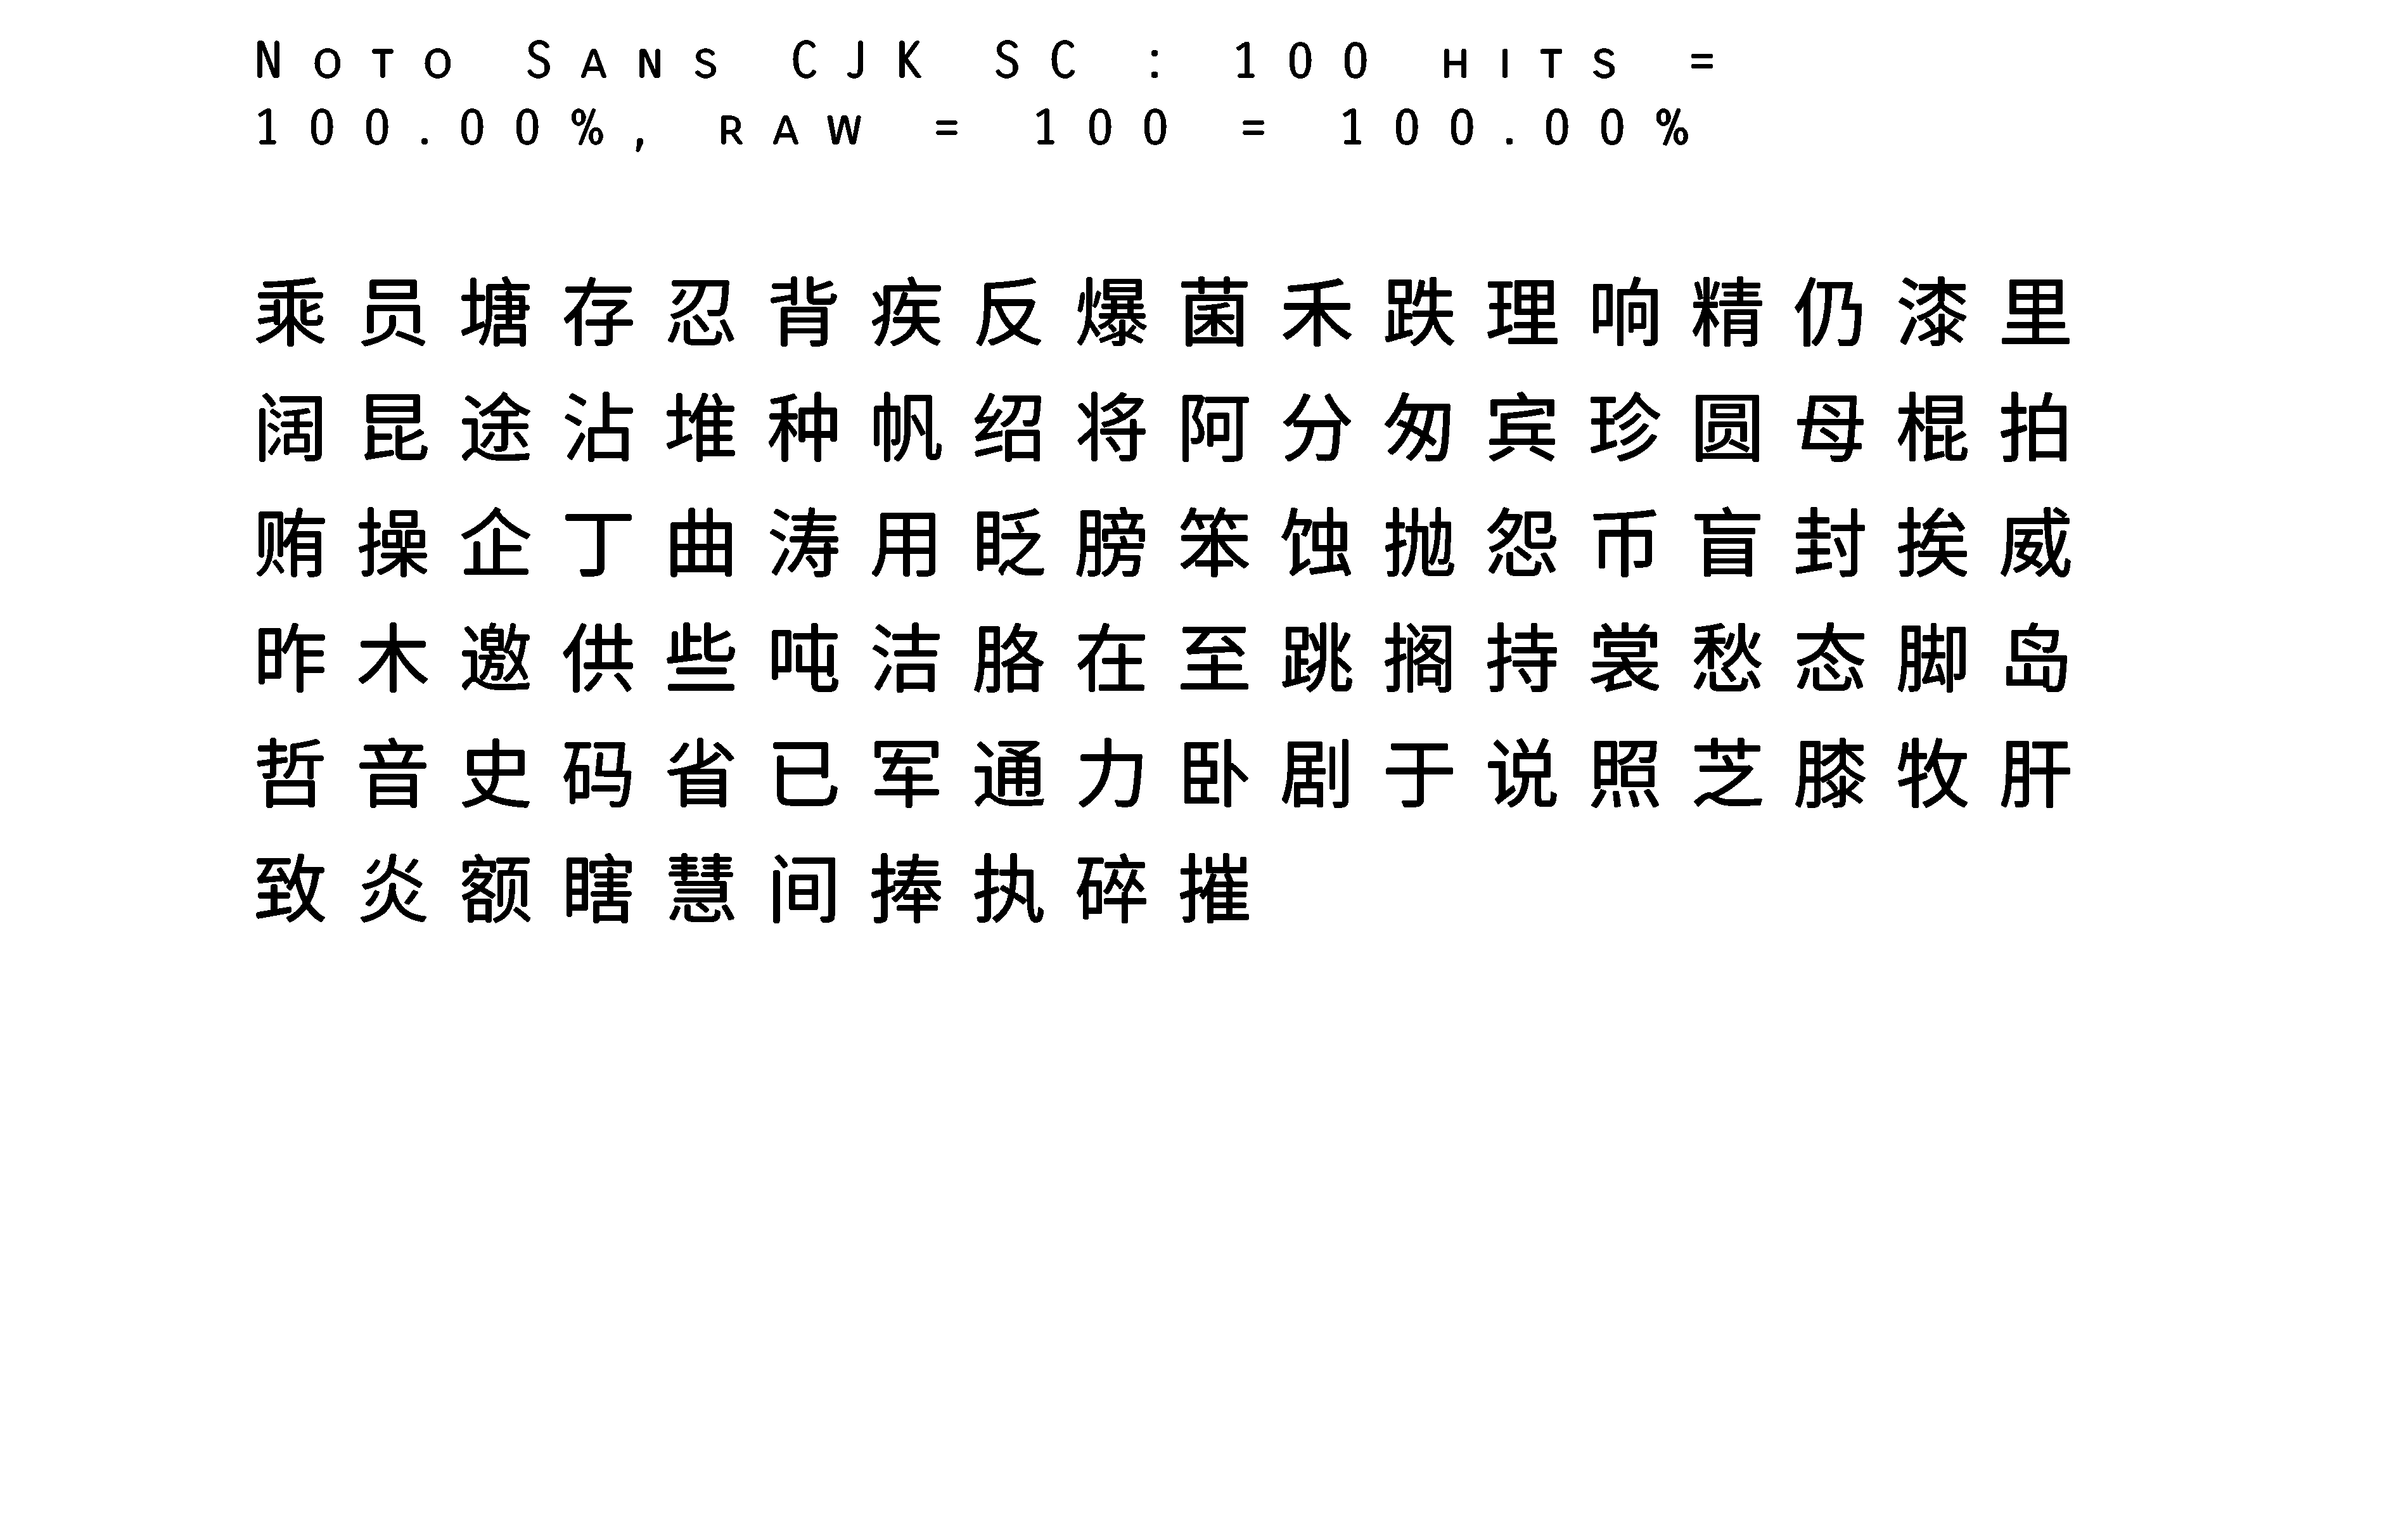 Noto Sans CJK SC : 100 hits =
100.00%, raw = 100 = 100.00%
乘员塘存忍背疾反爆菌禾跌理响精仍漆里
阔昆途沾堆种帆绍将阿分匆宾珍圆母棍拍
贿操企丁曲涛用眨膀笨蚀抛怨币盲封挨威
昨木邀供些吨洁胳在至跳搁持裳愁态脚岛
哲音史码省已军通力卧剧于说照芝膝牧肝
致炎额瞎慧间捧执碎摧